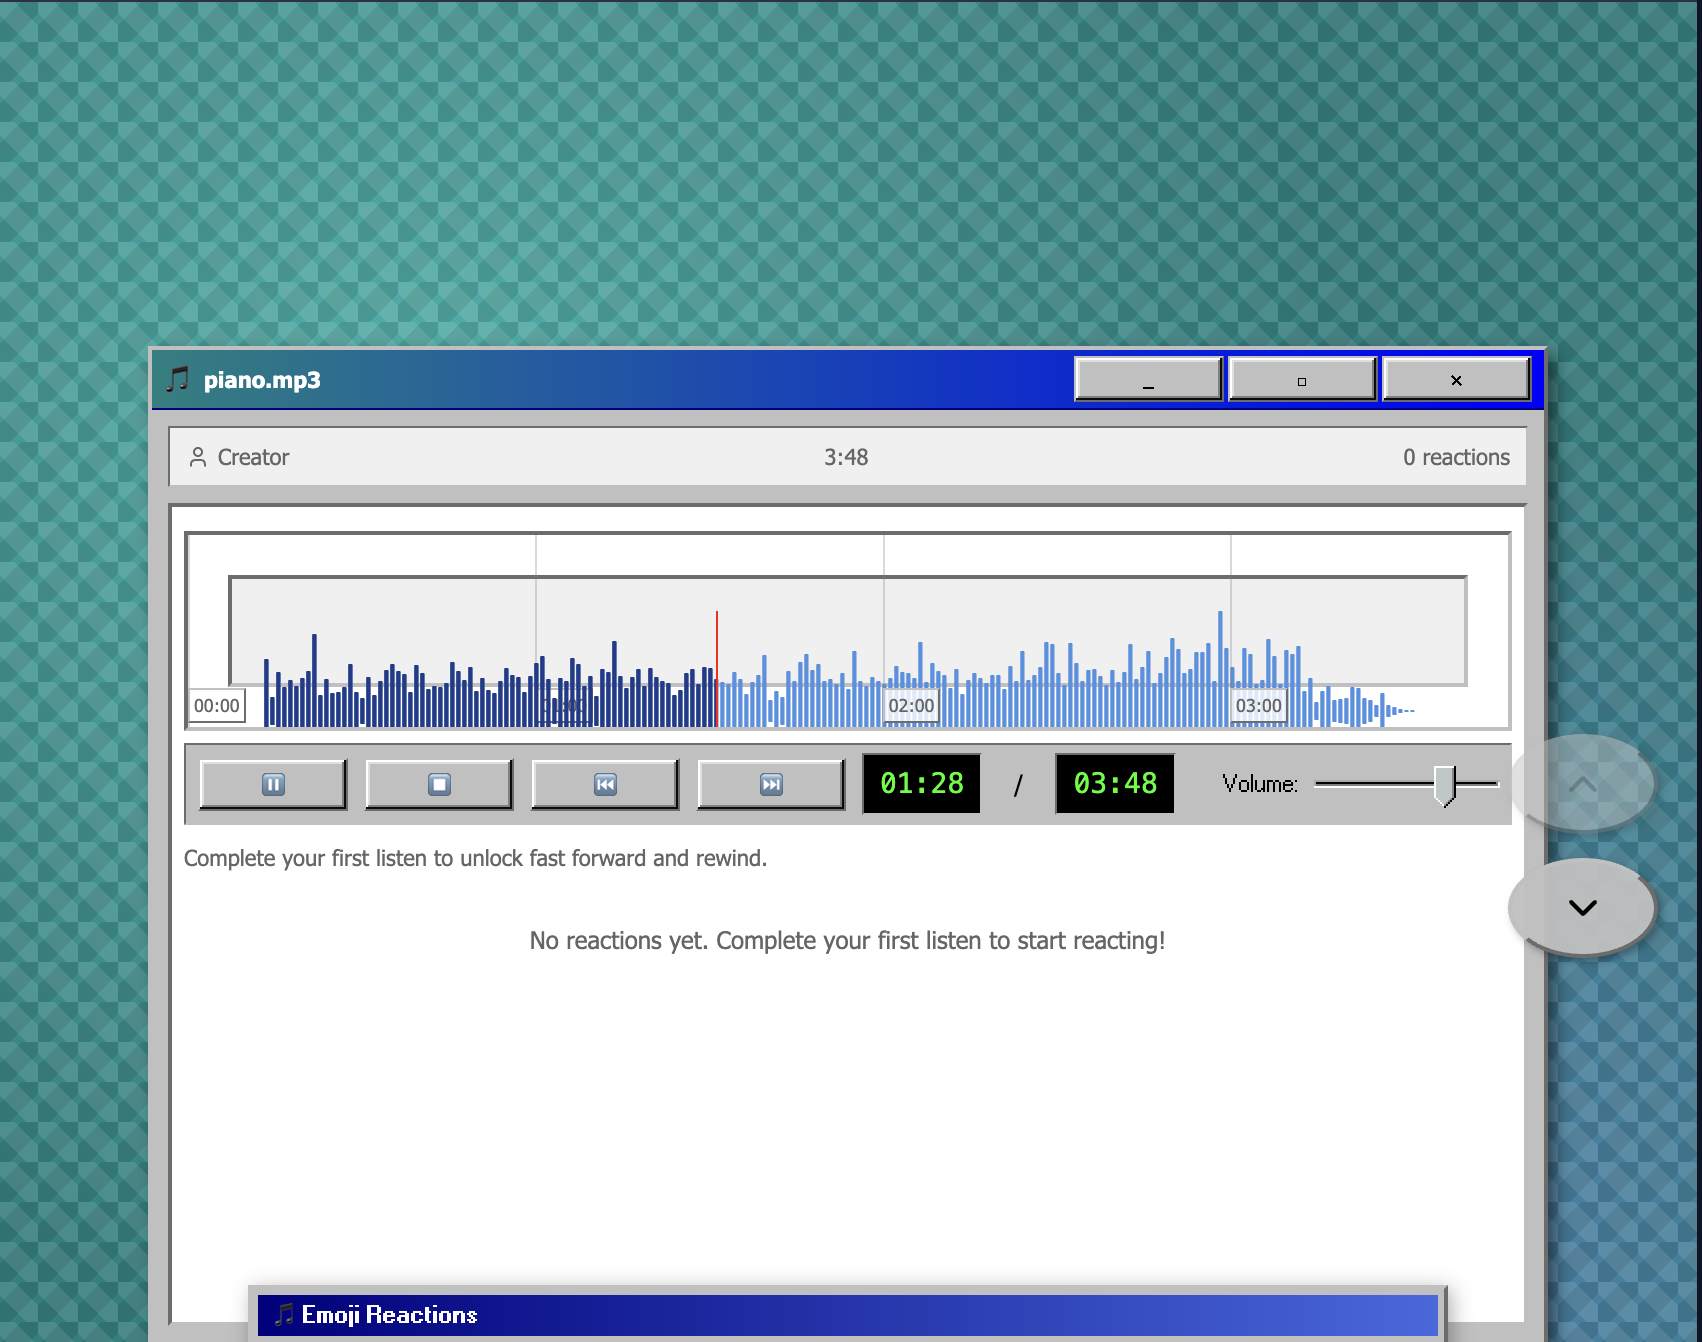 piano.mp3
Creator
3:48
0 reactions
00:00
01:00
02:00
03:00
01:28
/
03:48
Volume:
Complete your first listen to unlock fast forward and rewind.
No reactions yet. Complete your first listen to start reacting!
Emoji Reactions